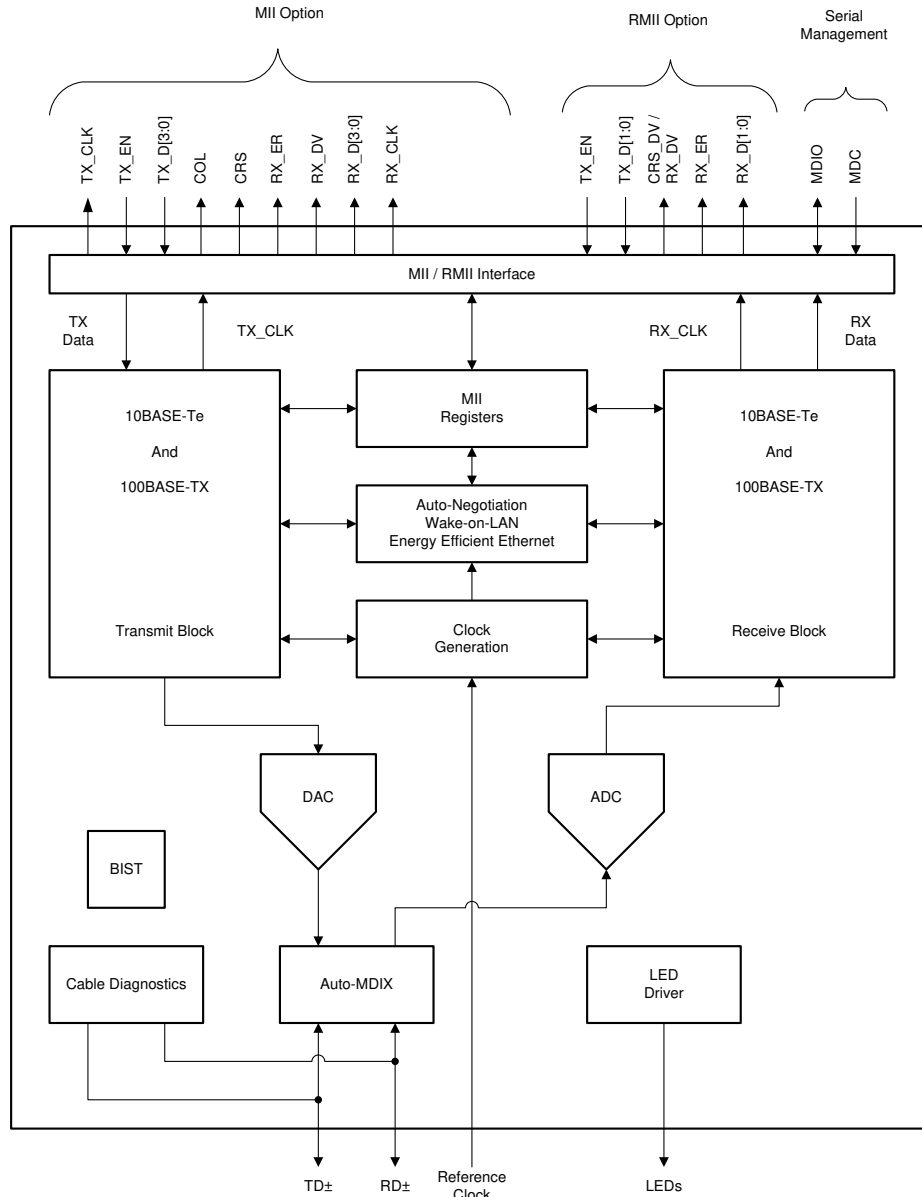 MII Option
RMII Option
Serial
Management
TX_CLK
TX_EN
TX_D[3:0]
COL
CRS
RX_ER
RX_DV
RX_D[3:0]
RX_CLK
TX_EN
TX_D[1:0]
CRS_DV /
RX_DV
RX_ER
RX_D[1:0]
MDIO
MDC
MII / RMII Interface
TX
Data
TX_CLK
RX_CLK
RX
Data
10BASE-Te
And
100BASE-TX
Transmit Block
MII
Registers
Auto-Negotiation
Wake-on-LAN
Energy Efficient Ethernet
Clock
Generation
10BASE-Te
And
100BASE-TX
Receive Block
DAC
ADC
BIST
Cable Diagnostics
Auto-MDIX
LED
Driver
TD±
RD±
Reference
Clock
LEDs